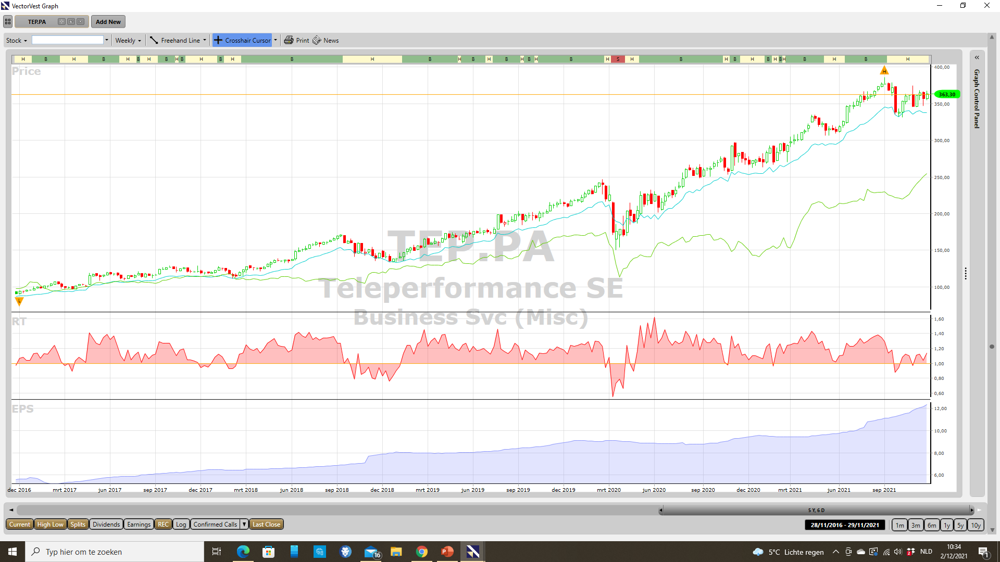 VectorVest Graph
TEP.PA Add New
Stock Weekly Freehand Line Crosshair Cursor Print News
H B H B H B H B H B H B H B H B H B H B H B H B H S H B H B H B H B H B H B H
Price
400,00
H
363,30
350,00
300,00
250,00
200,00
150,00
100,00
L
TEP.PA
Teleperformance SE
Business Svc (Misc)
Graph Control Panel
RT
1,60
1,40
1,20
1,00
0,80
0,60
EPS
12,00
10,00
8,00
6,00
dec 2016 mrt 2017 jun 2017 sep 2017 dec 2017 mrt 2018 jun 2018 sep 2018 dec 2018 mrt 2019 jun 2019 sep 2019 dec 2019 mrt 2020 jun 2020 sep 2020 dec 2020 mrt 2021 jun 2021 sep 2021
5 Y, 6 D
Current High Low Splits Dividends Earnings REC Log Confirmed Calls Last Close 28/11/2016 - 29/11/2021 1m 3m 6m 1y 5y 10y
Typ hier om te zoeken 16 5°C Lichte regen NLD 10:34
2/12/2021 1